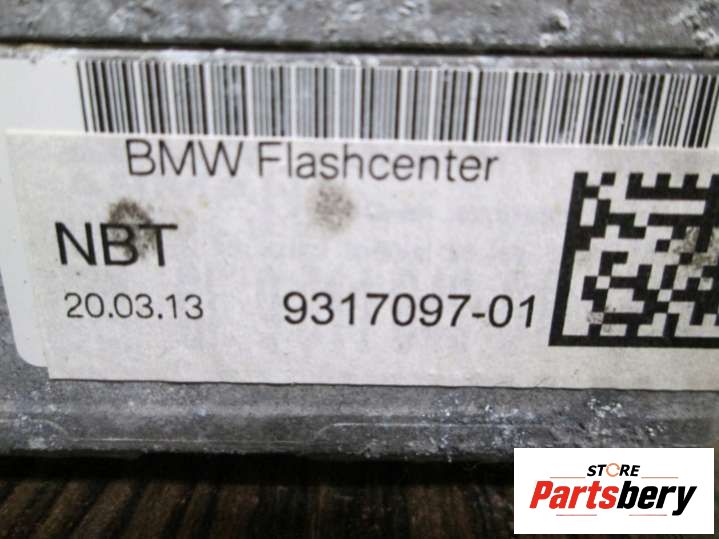 BMW Flashcenter
NBT
20.03.13 9317097-01
STORE
Partsbery